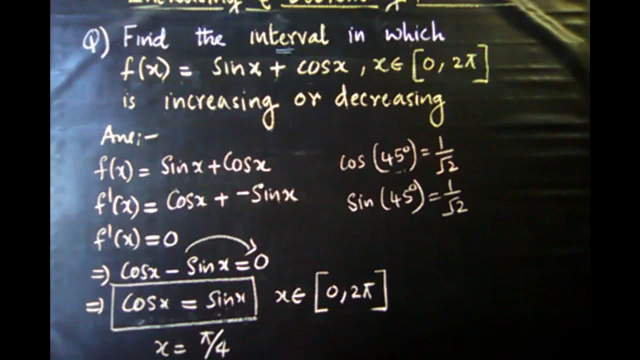 Q) Find the interval in which
f(x) = Sinx + cosx, x∈ [0, 2π]
is increasing or decreasing
Ans:-
f(x) = Sinx + Cosx
cos (45°) = 1/√2
f'(x) = Cosx + -Sinx
Sin (45°) = 1/√2
f'(x) = 0
⇒) Cosx - Sinx = 0
⇒) Cosx = Sinx x∈ [0, 2π]
x = π/4